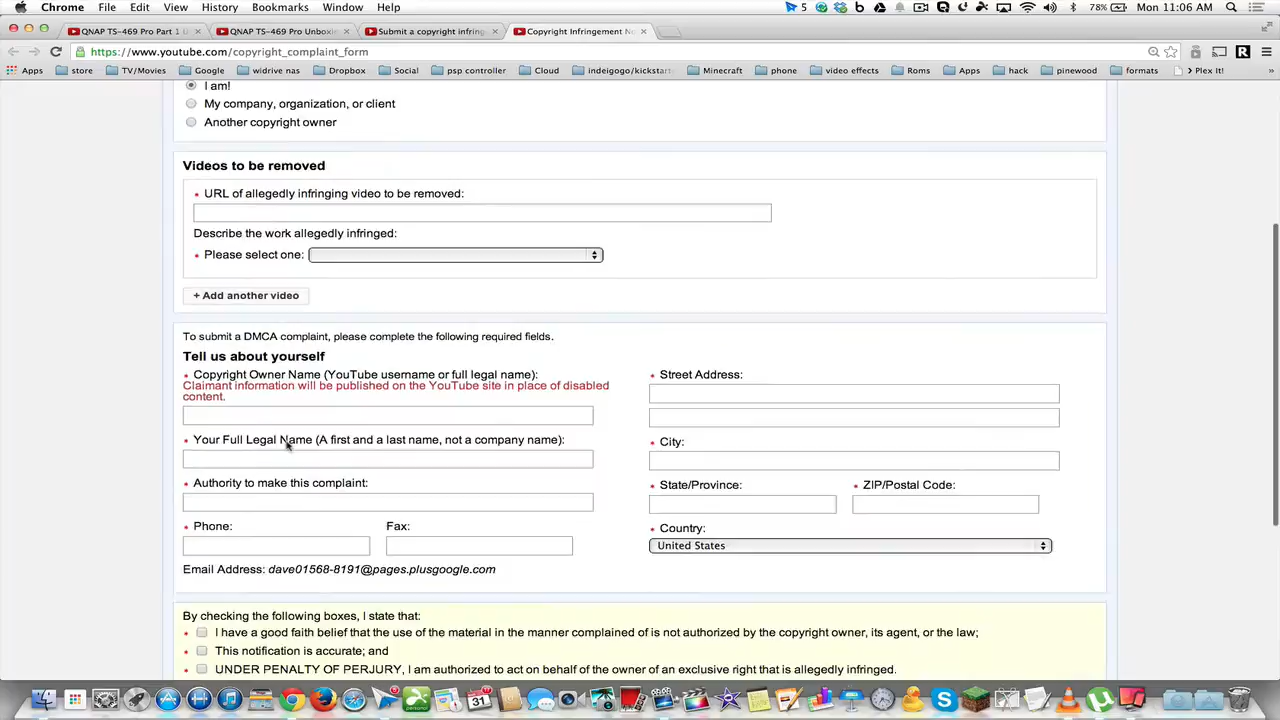 Chrome File Edit View History Bookmarks Window Help 5 78% Mon 11:06 AM
QNAP TS-469 Pro Part 1 U
QNAP TS-469 Pro Unboxin
Submit a copyright infring
Copyright Infringement No
https://www.youtube.com/copyright_complaint_form
Apps store TV/Movies Google widrive nas Dropbox Social psp controller Cloud indeigogo/kickstart Minecraft phone video effects Roms Apps hack pinewood formats > Plex It! »
I am!
My company, organization, or client
Another copyright owner
Videos to be removed
URL of allegedly infringing video to be removed:
Describe the work allegedly infringed:
Please select one:
+ Add another video
To submit a DMCA complaint, please complete the following required fields.
Tell us about yourself
Copyright Owner Name (YouTube username or full legal name):
Claimant information will be published on the YouTube site in place of disabled
content.
Your Full Legal Name (A first and a last name, not a company name):
Authority to make this complaint:
Phone: Fax:
Email Address: dave01568-8191@pages.plusgoogle.com
Street Address:
City:
State/Province: ZIP/Postal Code:
Country:
United States
By checking the following boxes, I state that:
I have a good faith belief that the use of the material in the manner complained of is not authorized by the copyright owner, its agent, or the law;
This notification is accurate; and
UNDER PENALTY OF PERJURY, I am authorized to act on behalf of the owner of an exclusive right that is allegedly infringed.